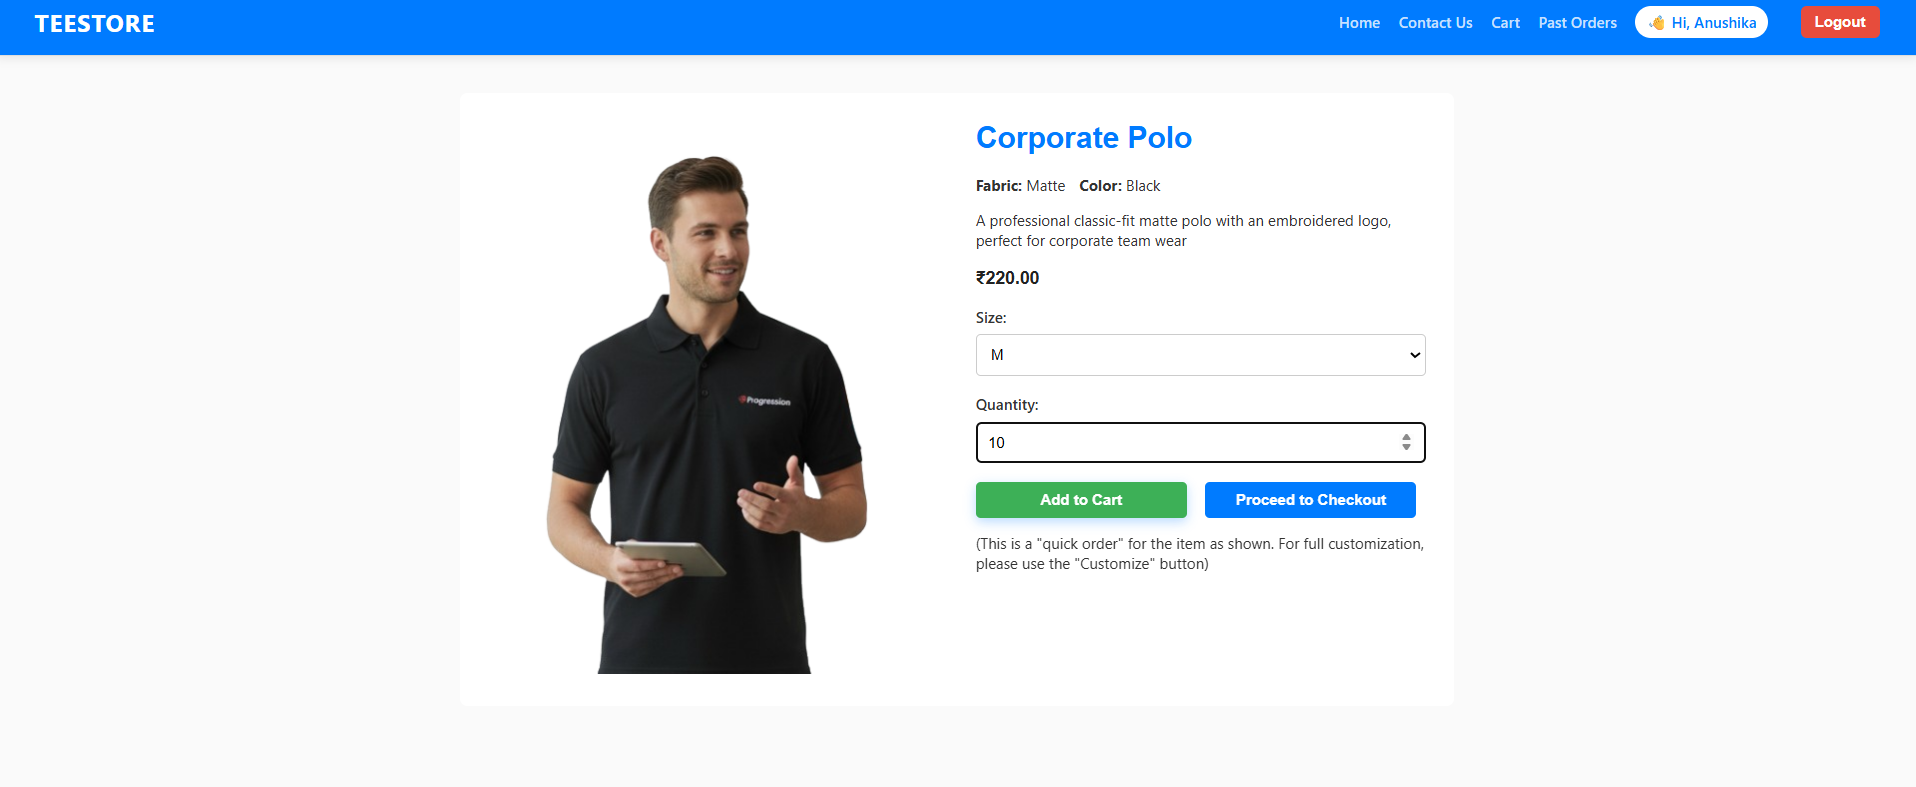 TEESTORE
Home Contact Us Cart Past Orders 👋 Hi, Anushika Logout
Corporate Polo
Fabric: Matte Color: Black
A professional classic-fit matte polo with an embroidered logo,
perfect for corporate team wear
₹220.00
Size:
M
Quantity:
10
Add to Cart Proceed to Checkout
(This is a "quick order" for the item as shown. For full customization,
please use the "Customize" button)
Progression